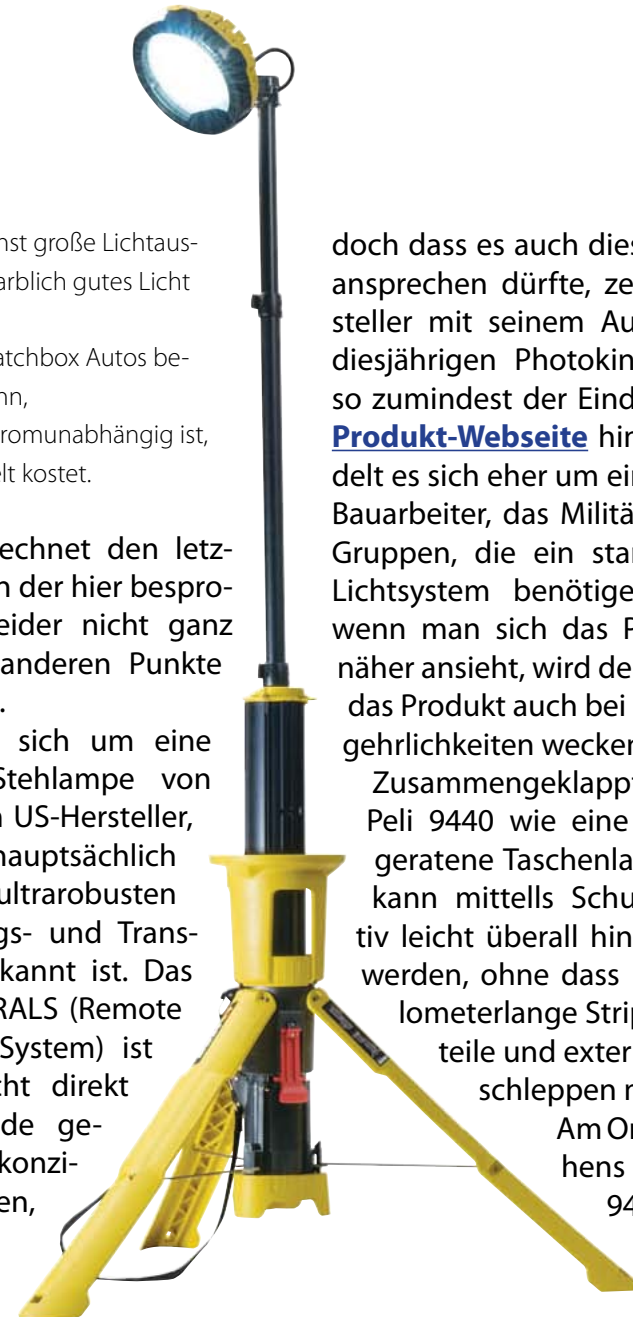 nst große Lichtaus-
arblich gutes Licht
atchbox Autos be-
nn,
romunabhängig ist,
lt kostet.
echnet den letz-
n der hier bespro-
eider nicht ganz
anderen Punkte
.
sich um eine
Stehlampe von
n US-Hersteller,
hauptsächlich
ultrarobusten
gs- und Trans-
kannt ist. Das
RALS (Remote
System) ist
cht direkt
de ge-
konzi-
en,
doch dass es auch dies
ansprechen dürfte, ze
steller mit seinem Au
diesjährigen Photokin
so zumindest der Eind
Produkt-Webseite hin
delt es sich eher um ein
Bauarbeiter, das Militä
Gruppen, die ein star
Lichtsystem benötige
wenn man sich das P
näher ansieht, wird de
das Produkt auch bei
gehrlichkeiten wecken
Zusammengeklappt
Peli 9440 wie eine
geratene Taschenla
kann mittells Schu
tiv leicht überall hin
werden, ohne dass
lometerlange Strip
teile und exter
schleppen m
Am Or
hens
94